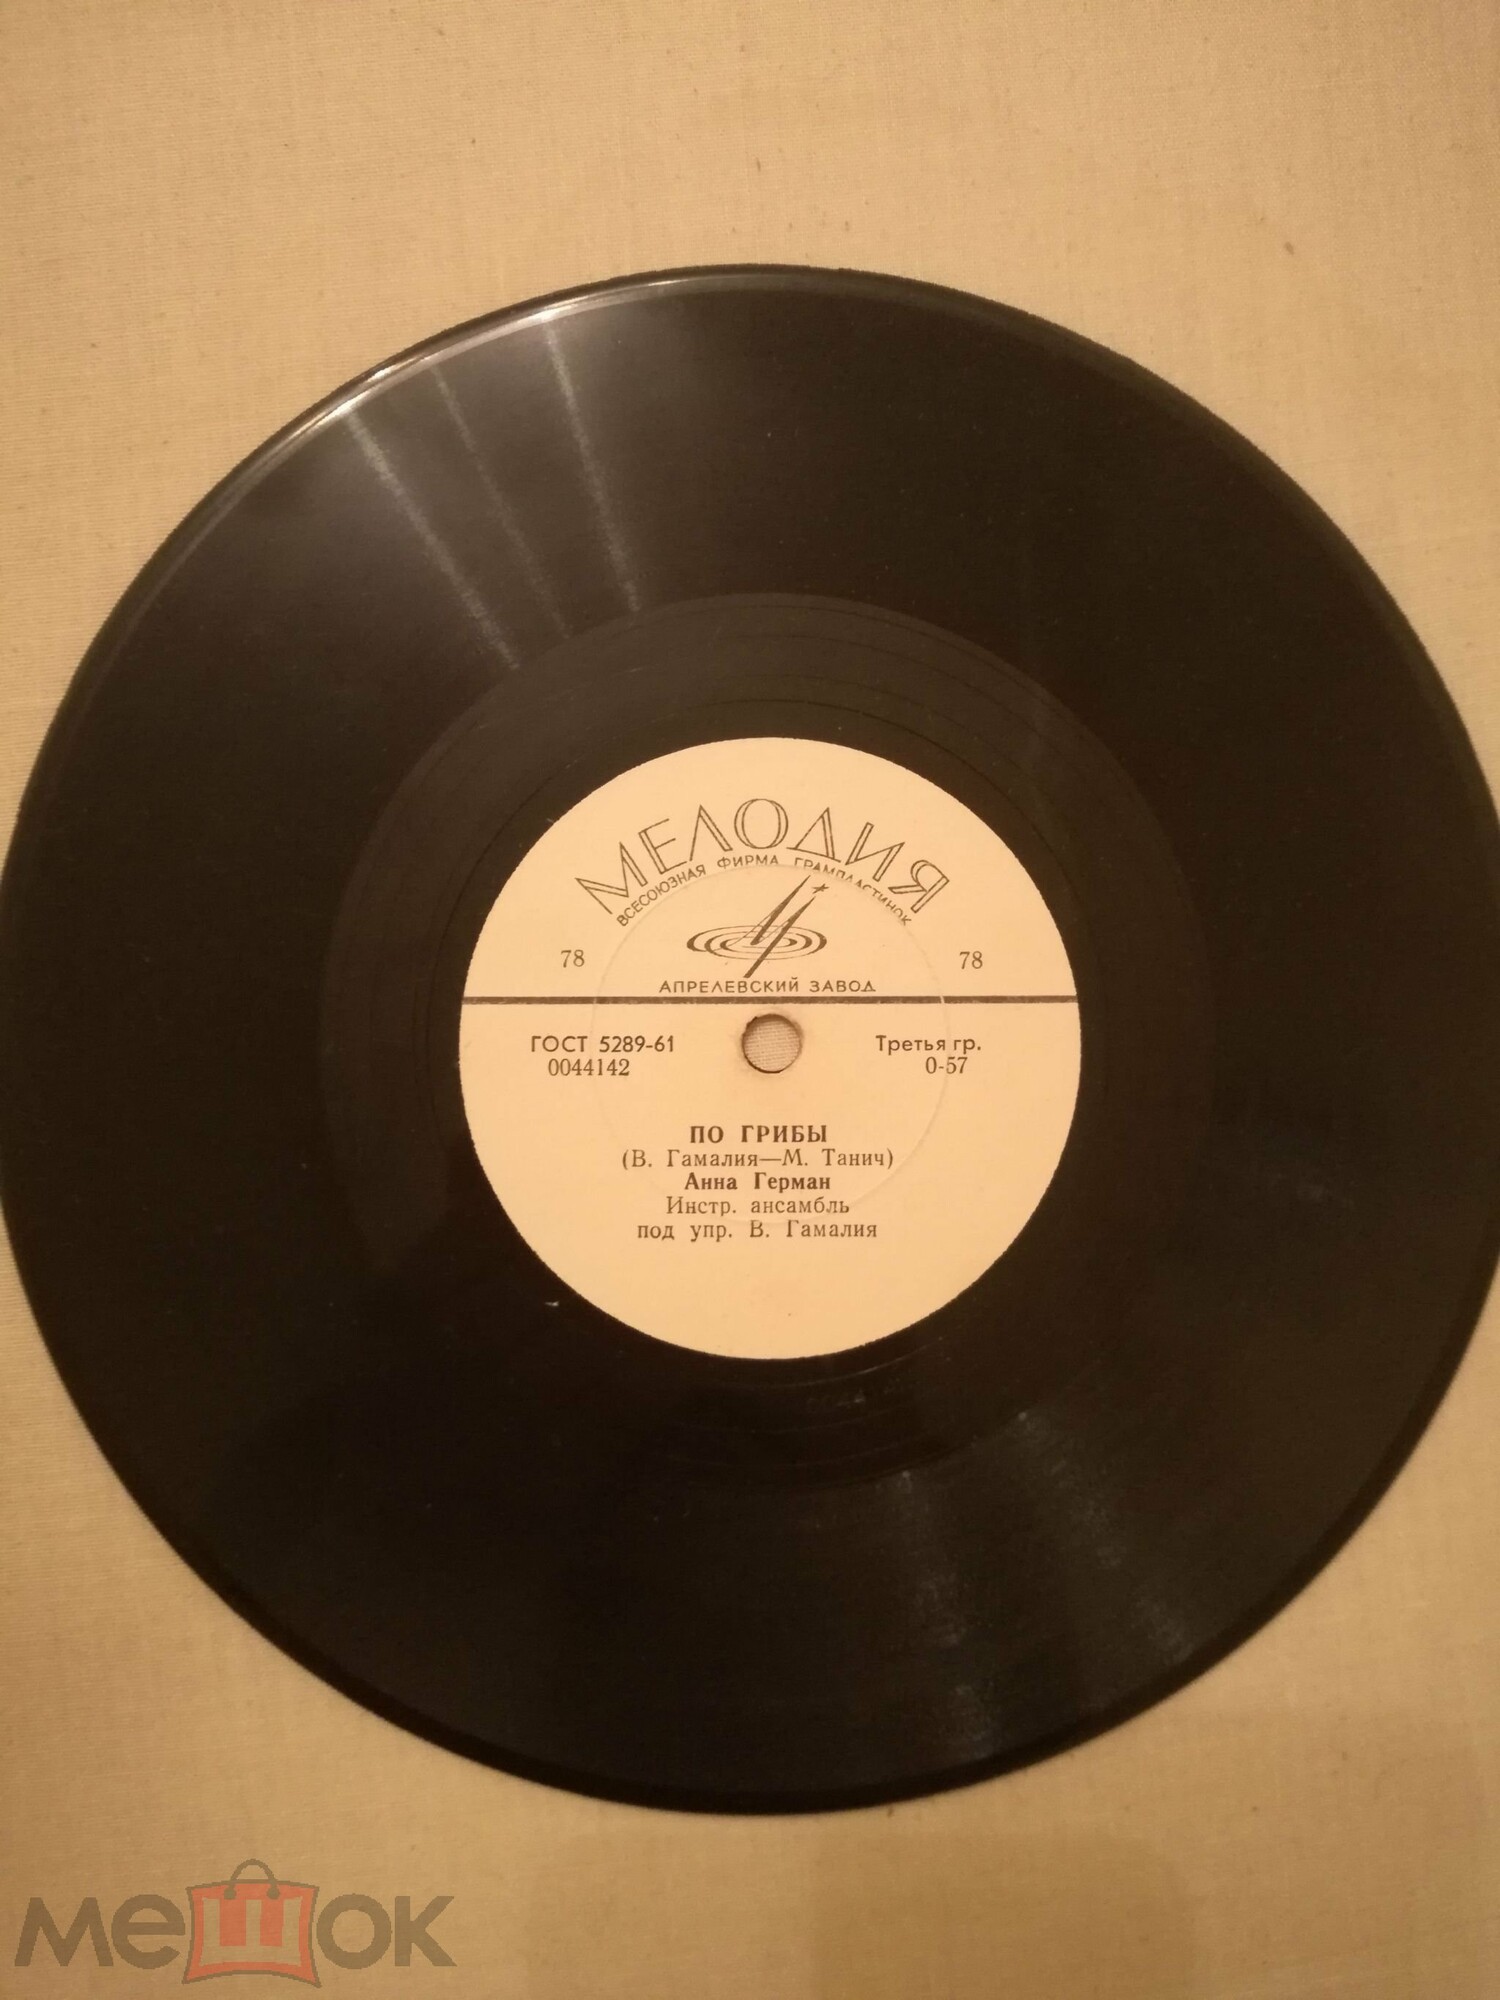 МЕЛОДИЯ
ВСЕСОЮЗНАЯ ФИРМА ГРАМПЛАСТИНОК
78 78
АПРЕЛЕВСКИЙ ЗАВОД
ГОСТ 5289-61 Третья гр.
0044142 0-57
ПО ГРИБЫ
(В. Гамалия—М. Танич)
Анна Герман
Инстр. ансамбль
под упр. В. Гамалия
мешок